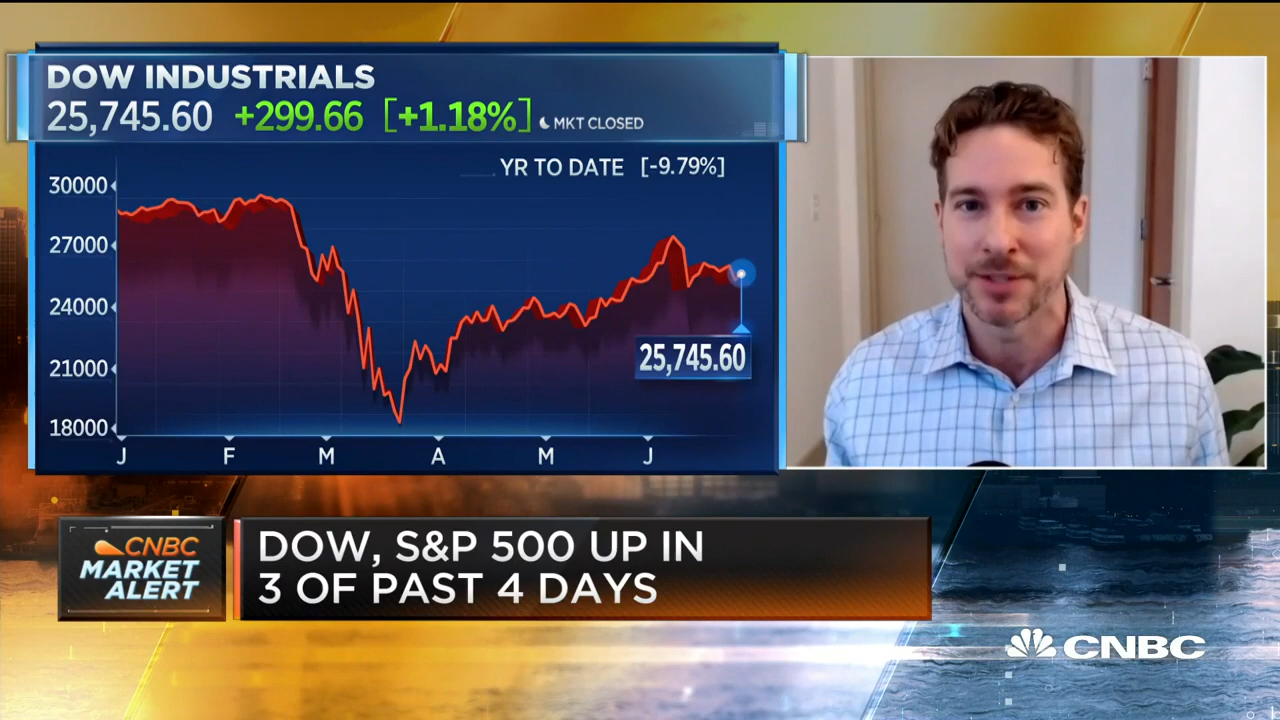 DOW INDUSTRIALS
25,745.60 +299.66 [+1.18%] MKT CLOSED
YR TO DATE [-9.79%]
30000
27000
24000
21000
18000
25,745.60
J F M A M J
CNBC
MARKET
ALERT
DOW, S&P 500 UP IN
3 OF PAST 4 DAYS
CNBC